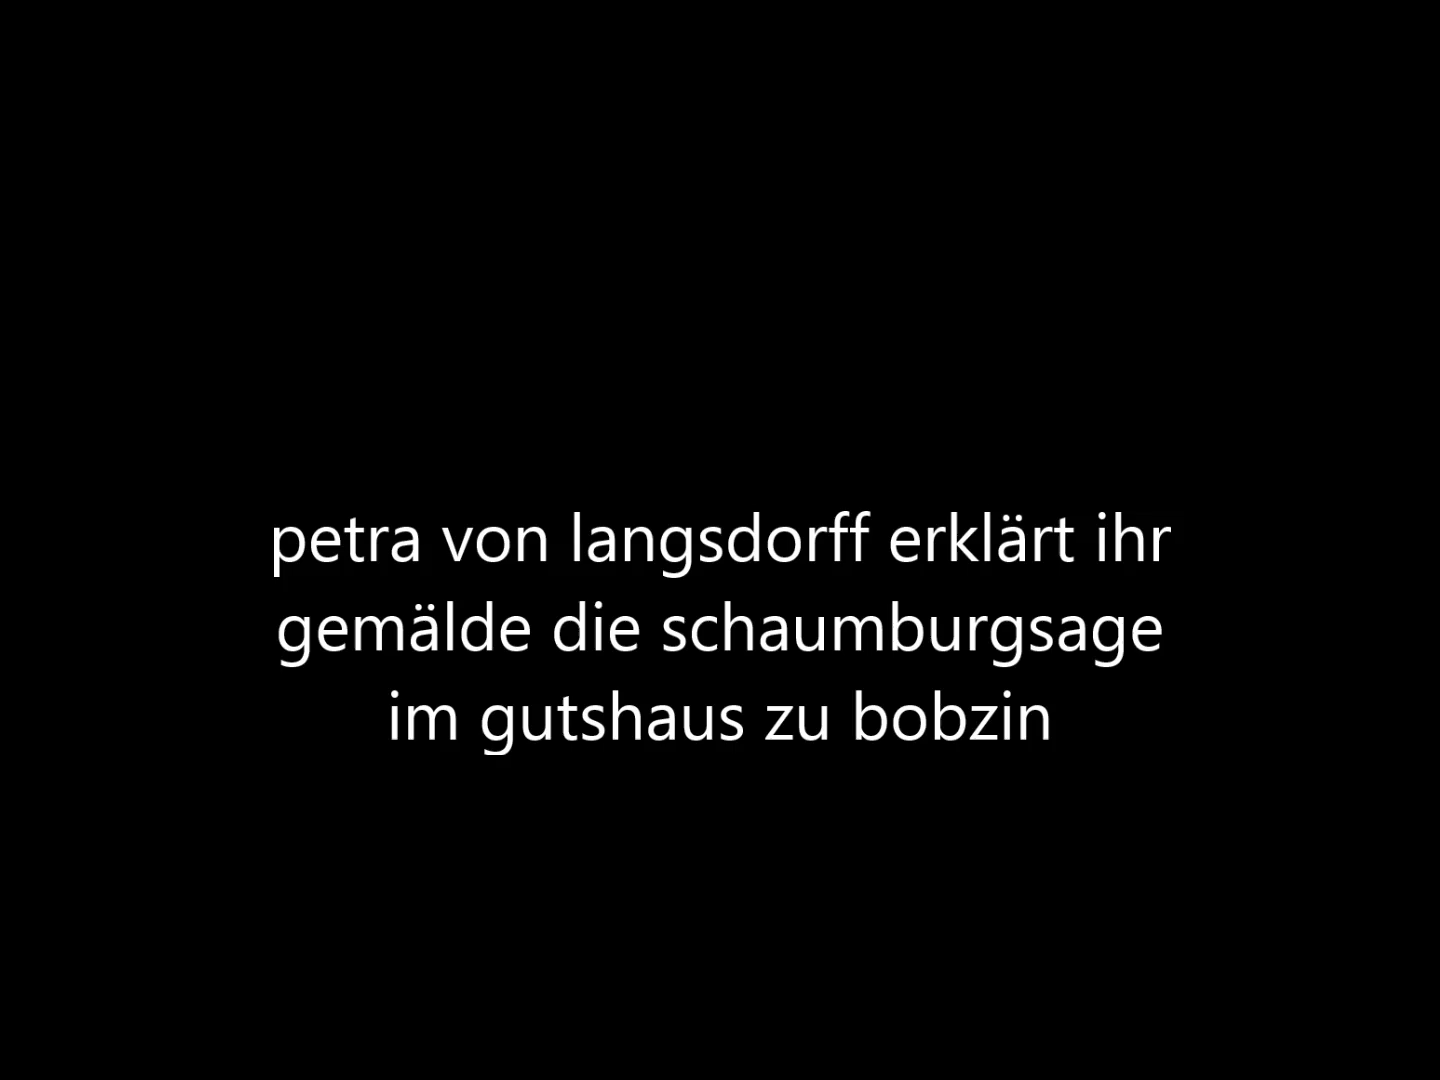 petra von langsdorff erklärt ihr
gemälde die schaumburgsage
im gutshaus zu bobzin